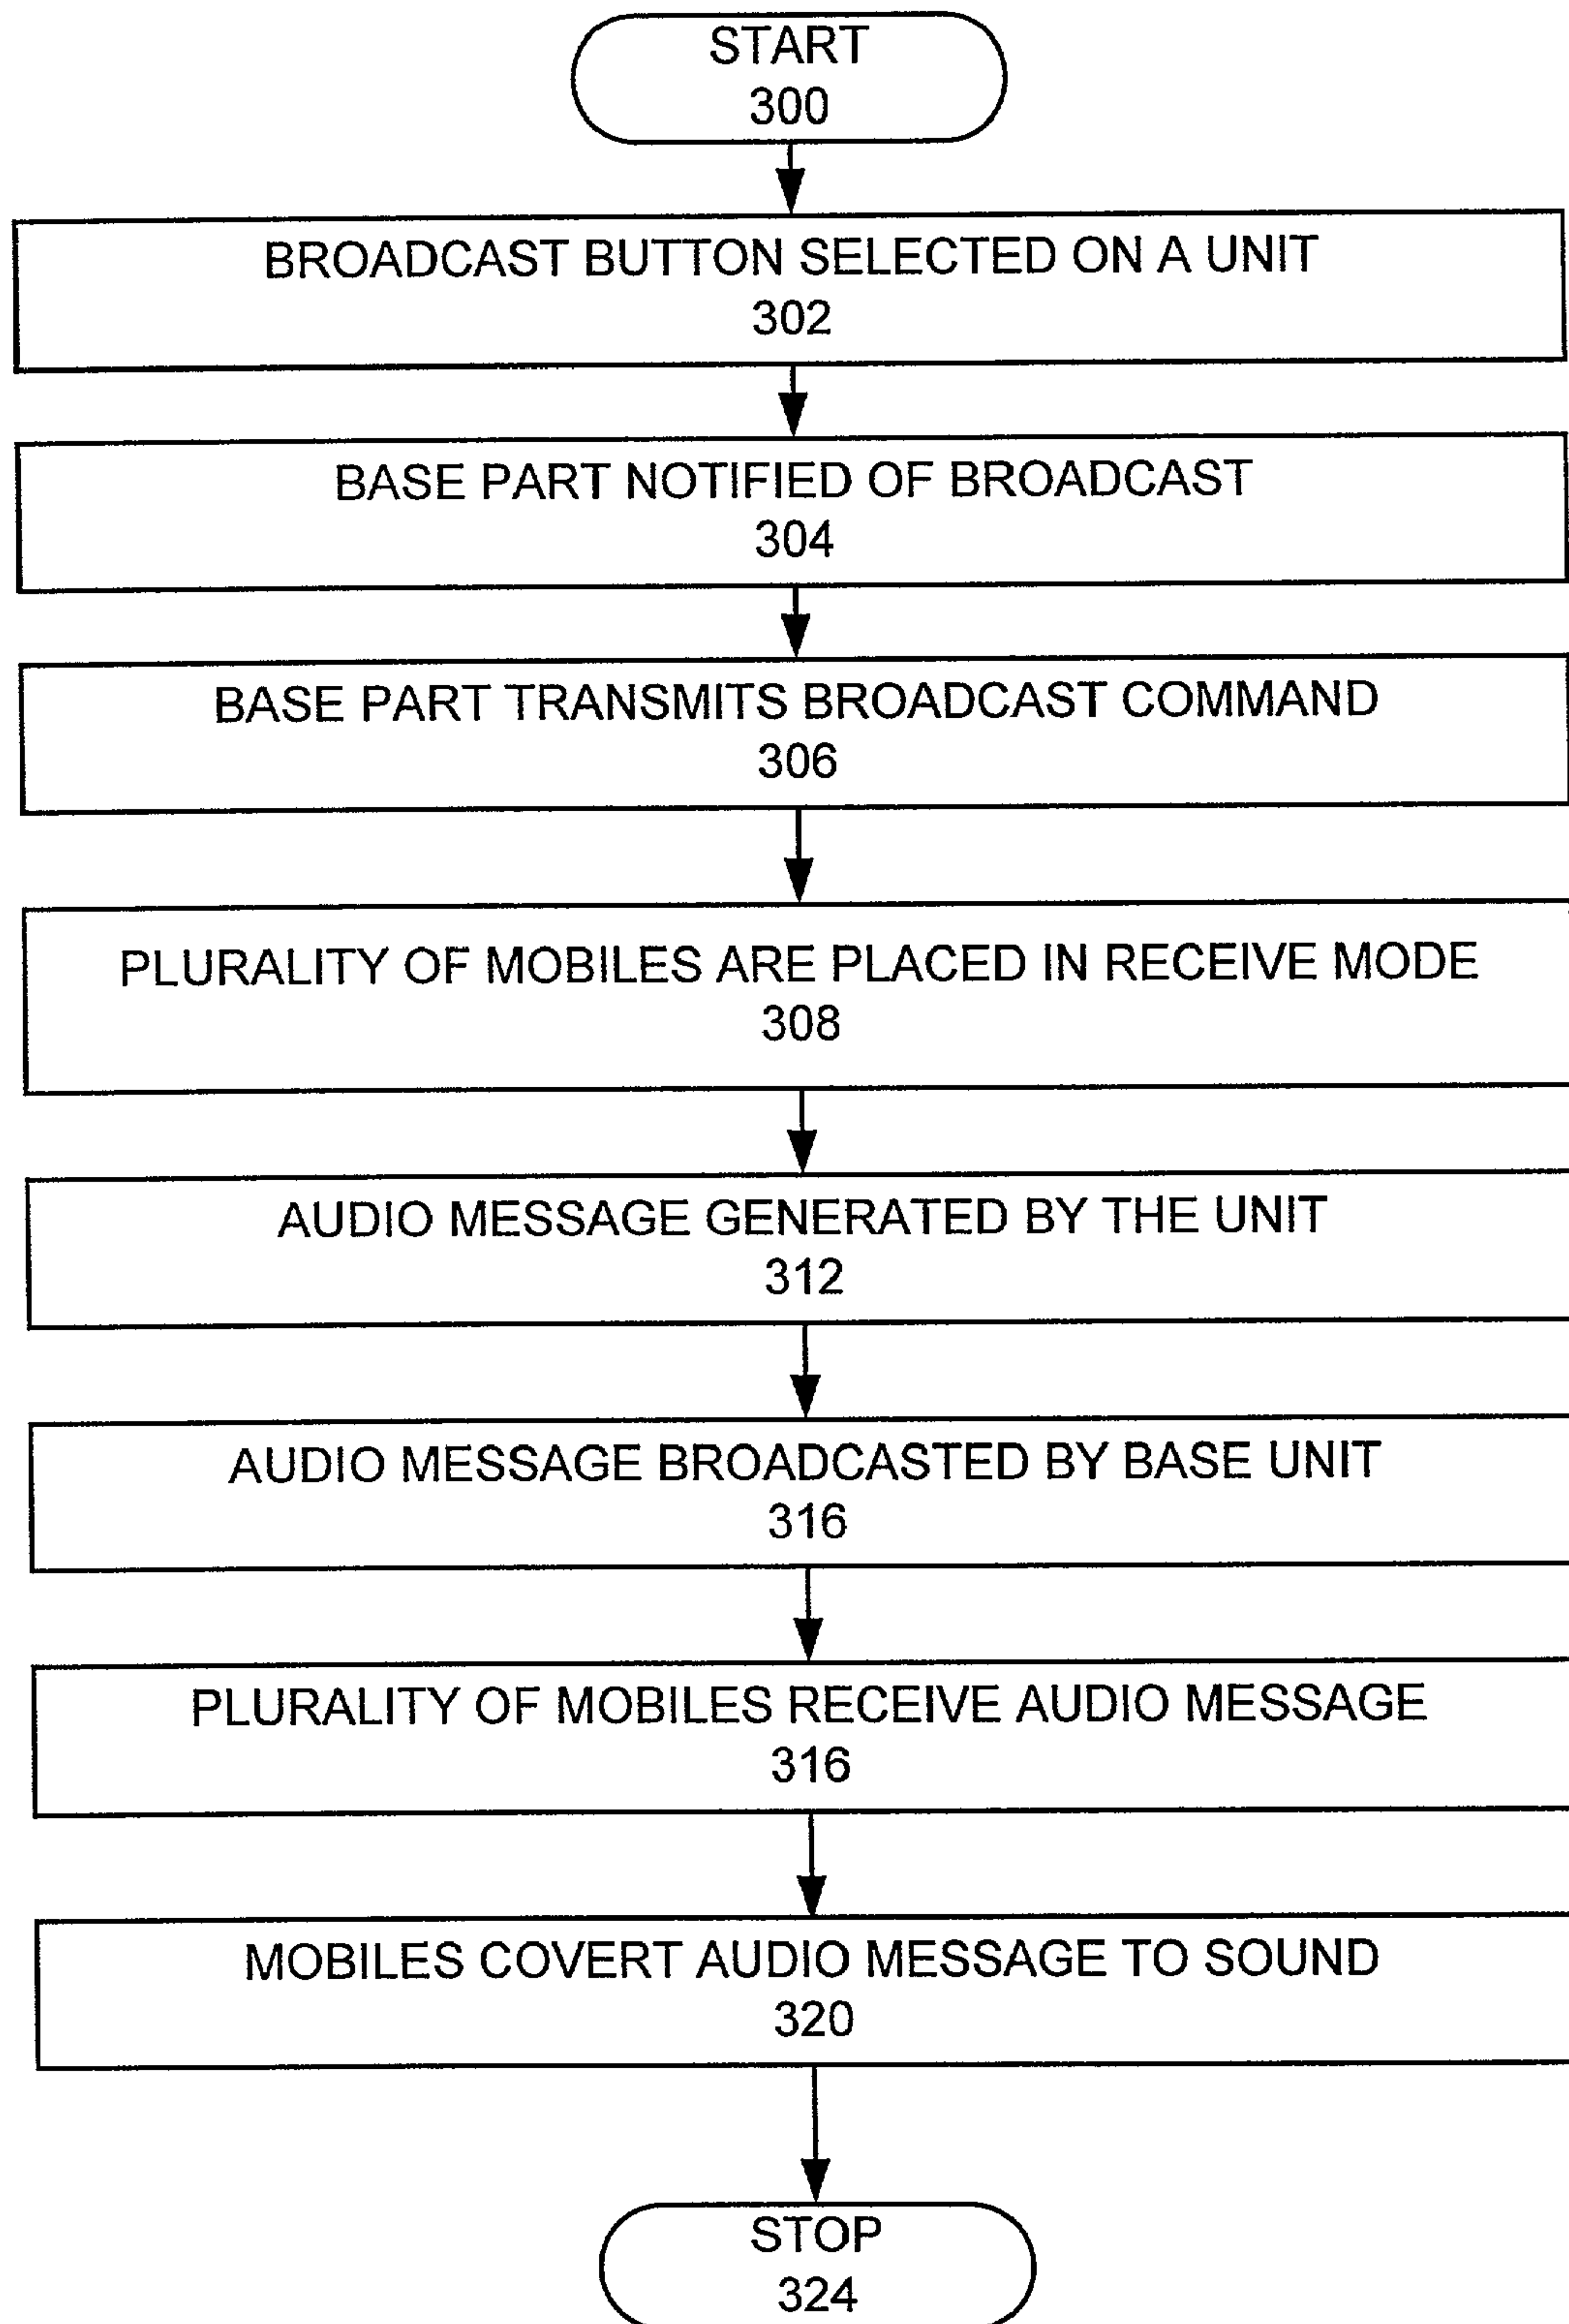 START
300
BROADCAST BUTTON SELECTED ON A UNIT
302
BASE PART NOTIFIED OF BROADCAST
304
BASE PART TRANSMITS BROADCAST COMMAND
306
PLURALITY OF MOBILES ARE PLACED IN RECEIVE MODE
308
AUDIO MESSAGE GENERATED BY THE UNIT
312
AUDIO MESSAGE BROADCASTED BY BASE UNIT
316
PLURALITY OF MOBILES RECEIVE AUDIO MESSAGE
316
MOBILES COVERT AUDIO MESSAGE TO SOUND
320
STOP
324